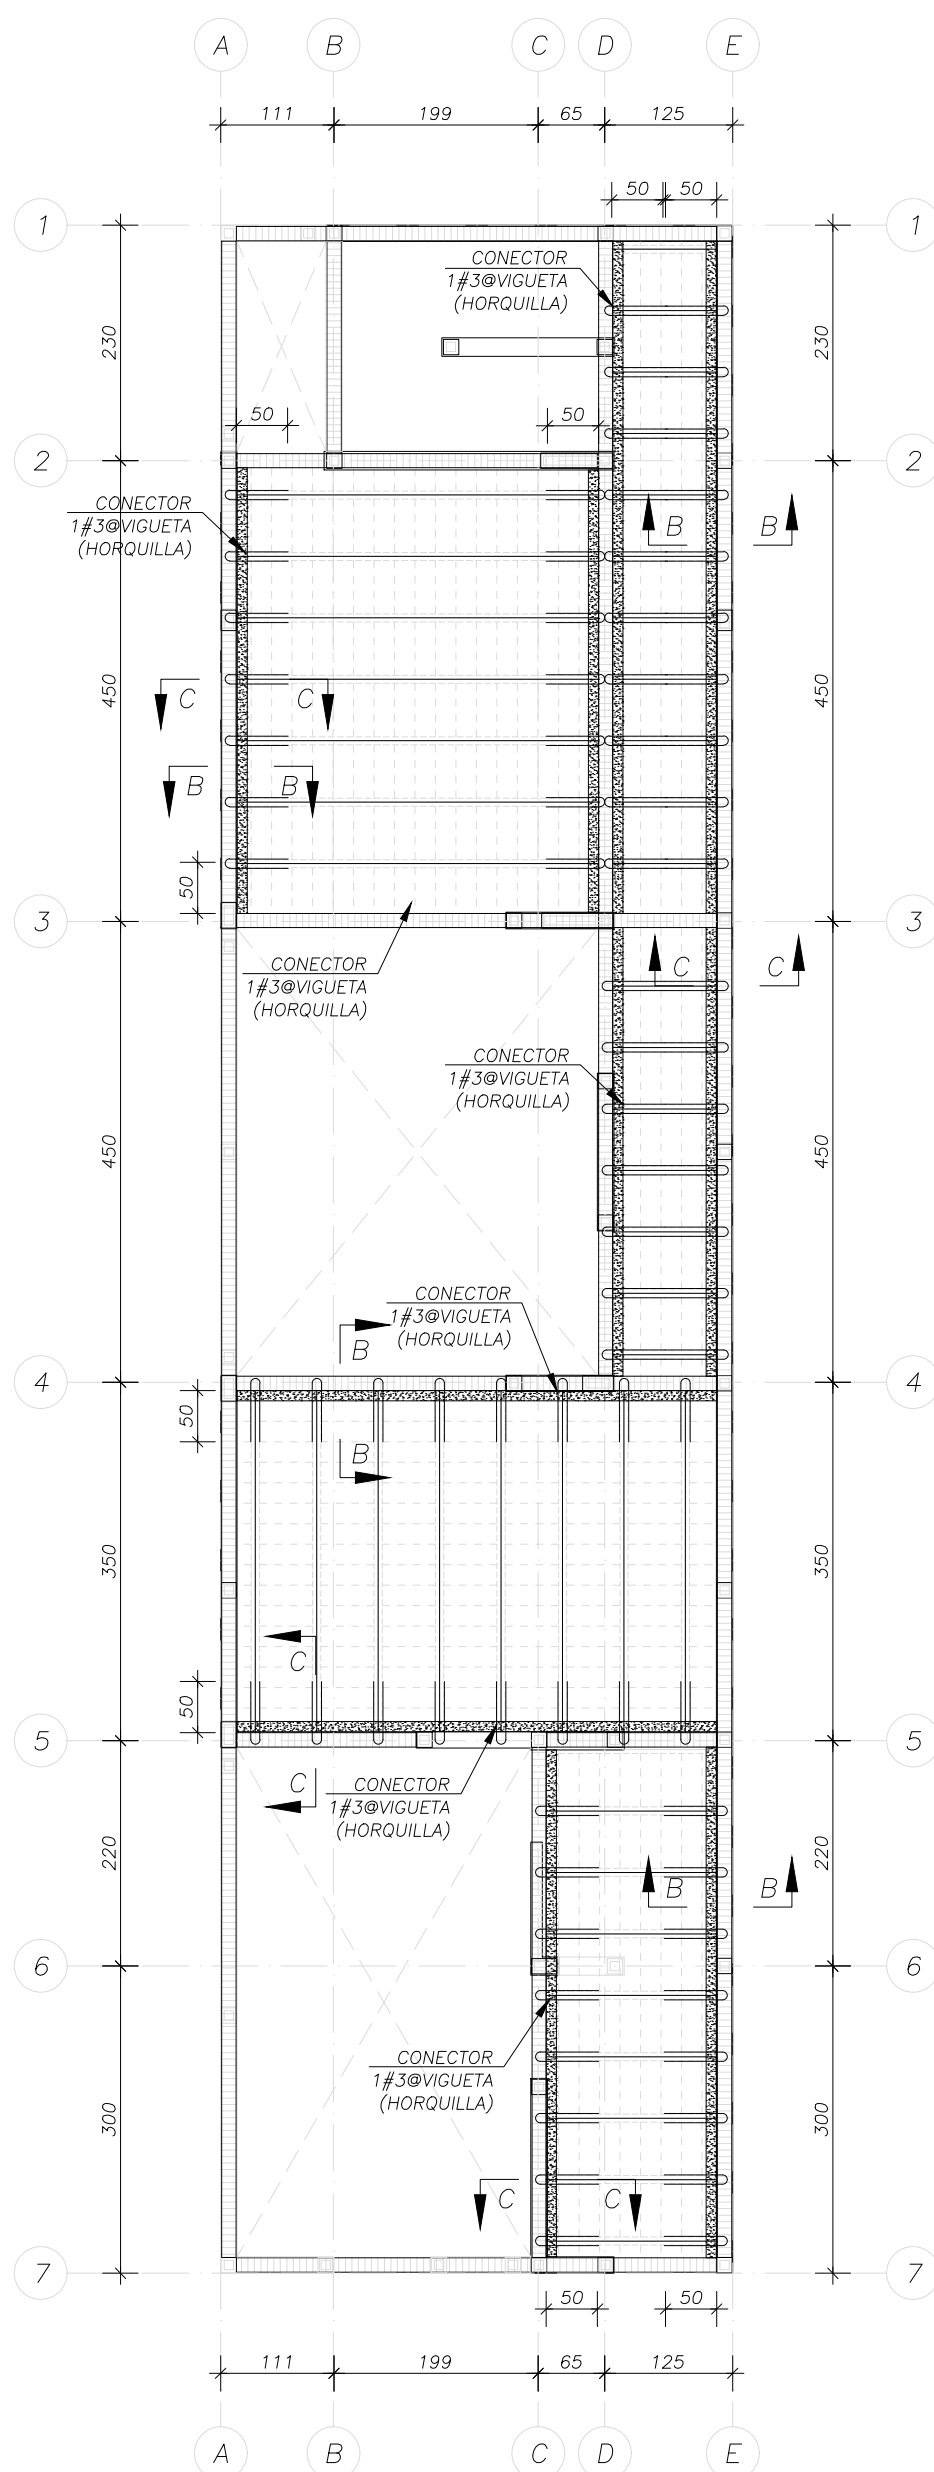 A B C D E
111 199 65 125
50 50
1 1
CONECTOR
1#3@VIGUETA
(HORQUILLA)
230 230
50 50
2 2
CONECTOR
1#3@VIGUETA
(HORQUILLA)
B B
450 450
C C
B B
50
3 3
CONECTOR
1#3@VIGUETA
(HORQUILLA)
C C
CONECTOR
1#3@VIGUETA
(HORQUILLA)
450 450
CONECTOR
1#3@VIGUETA
(HORQUILLA)
B
4 4
50
B
350 350
C
50
5 5
C
CONECTOR
1#3@VIGUETA
(HORQUILLA)
220 220
B B
6 6
CONECTOR
1#3@VIGUETA
(HORQUILLA)
300 300
C C
7 7
50 50
111 199 65 125
A B C D E